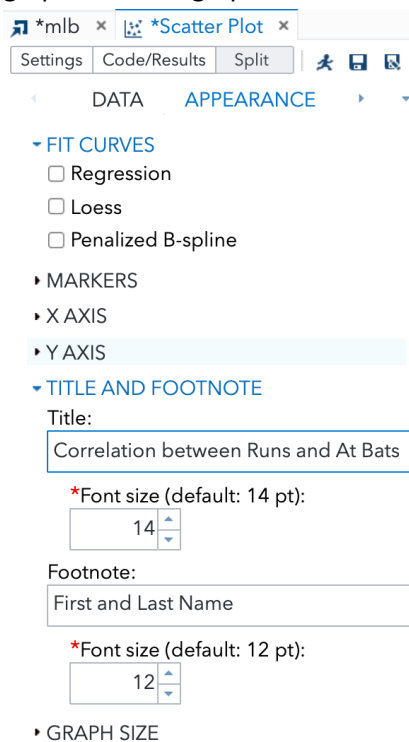 *mlb × *Scatter Plot ×
Settings Code/Results Split
DATA APPEARANCE
FIT CURVES
Regression
Loess
Penalized B-spline
MARKERS
X AXIS
Y AXIS
TITLE AND FOOTNOTE
Title:
Correlation between Runs and At Bats
*Font size (default: 14 pt):
14
Footnote:
First and Last Name
*Font size (default: 12 pt):
12
GRAPH SIZE